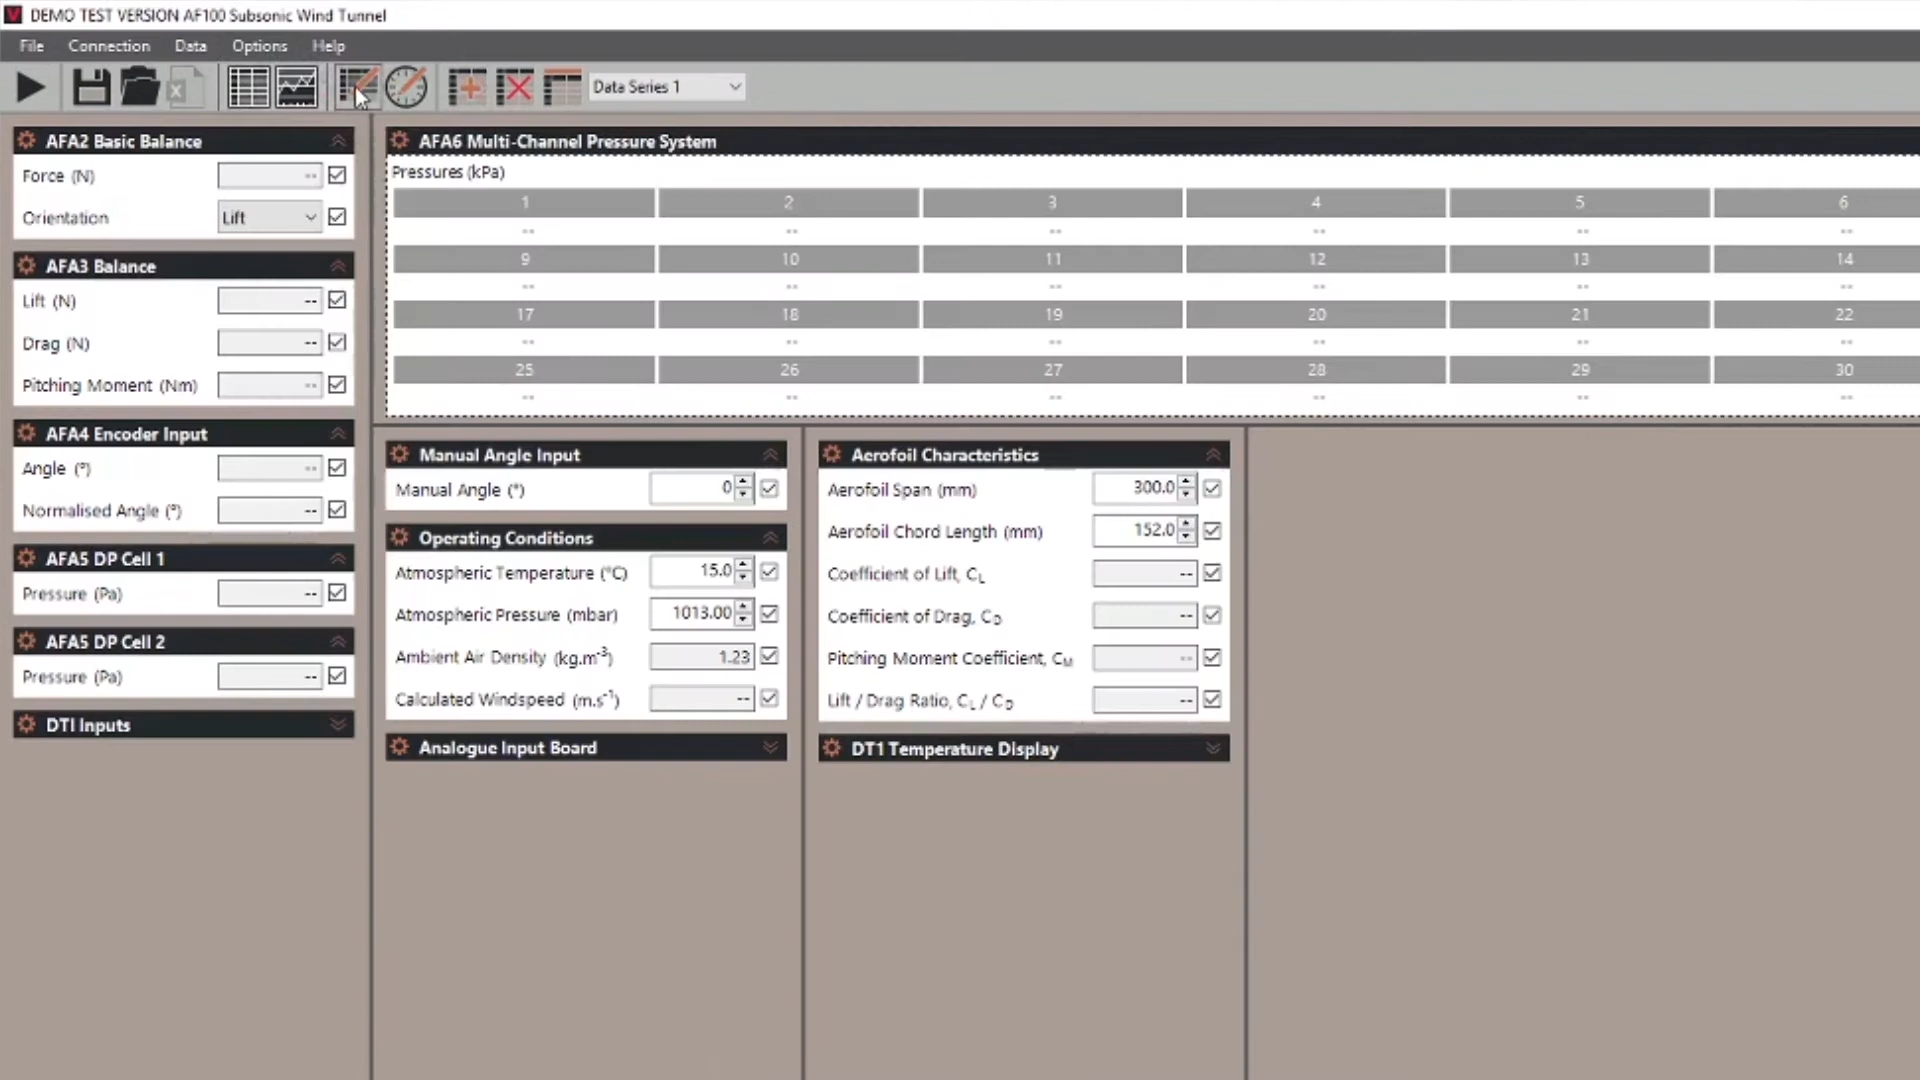 DEMO TEST VERSION AF100 Subsonic Wind Tunnel
File Connection Data Options Help
Data Series 1
AFA2 Basic Balance
Force (N) --
Orientation Lift
AFA3 Balance
Lift (N) --
Drag (N) --
Pitching Moment (Nm) --
AFA4 Encoder Input
Angle (°) --
Normalised Angle (°) --
AFA5 DP Cell 1
Pressure (Pa) --
AFA5 DP Cell 2
Pressure (Pa) --
DTI Inputs
AFA6 Multi-Channel Pressure System
Pressures (kPa)
1 2 3 4 5 6
-- -- -- -- -- --
9 10 11 12 13 14
-- -- -- -- -- --
17 18 19 20 21 22
-- -- -- -- -- --
25 26 27 28 29 30
-- -- -- -- -- --
Manual Angle Input
Manual Angle (°) 0
Operating Conditions
Atmospheric Temperature (°C) 15.0
Atmospheric Pressure (mbar) 1013.00
Ambient Air Density (kg.m⁻³) 1.23
Calculated Windspeed (m.s⁻¹) --
Analogue Input Board
Aerofoil Characteristics
Aerofoil Span (mm) 300.0
Aerofoil Chord Length (mm) 152.0
Coefficient of Lift, CL --
Coefficient of Drag, CD --
Pitching Moment Coefficient, CM --
Lift / Drag Ratio, CL / CD --
DT1 Temperature Display